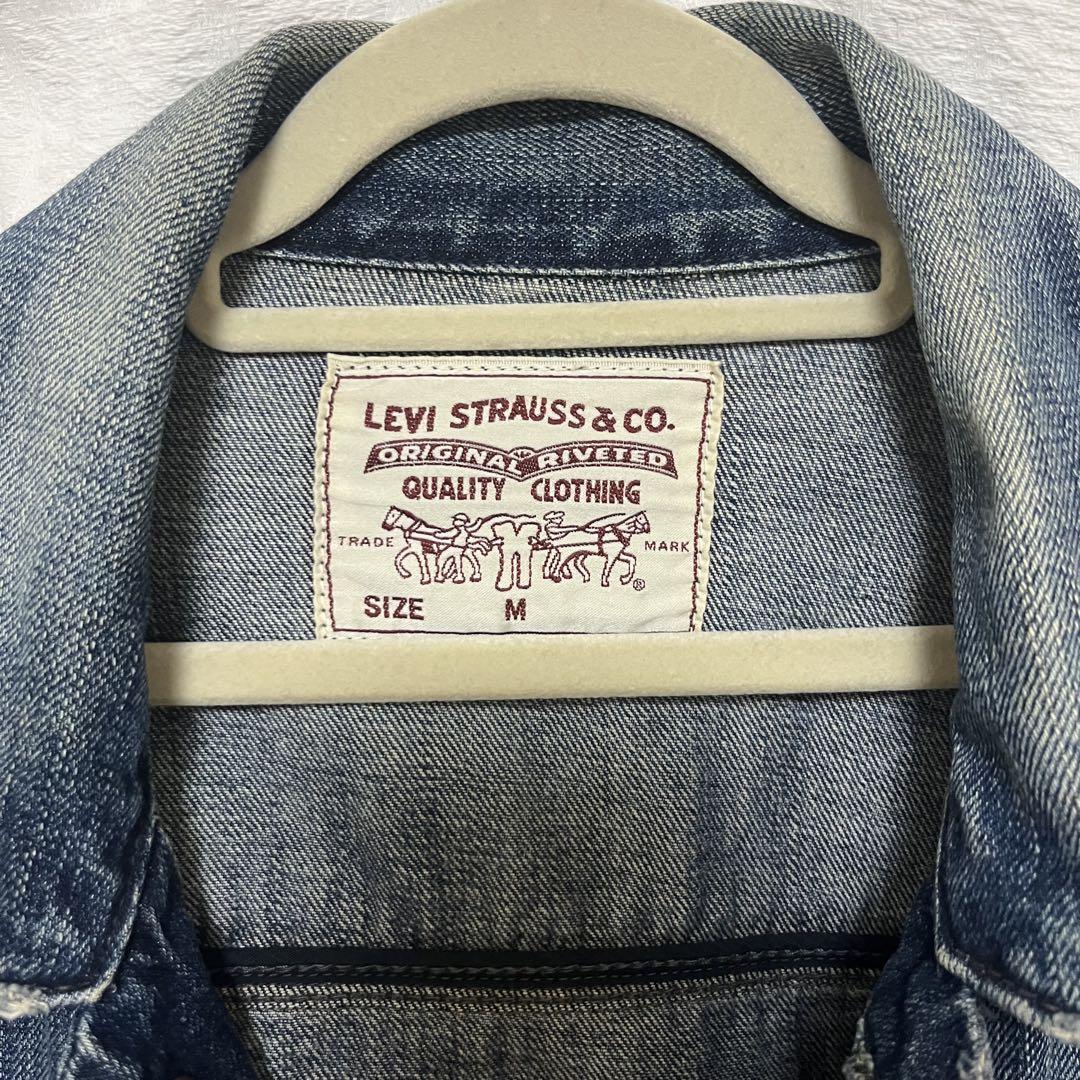 LEVI STRAUSS & CO.
ORIGINAL RIVETED
QUALITY CLOTHING
TRADE MARK
®
SIZE M